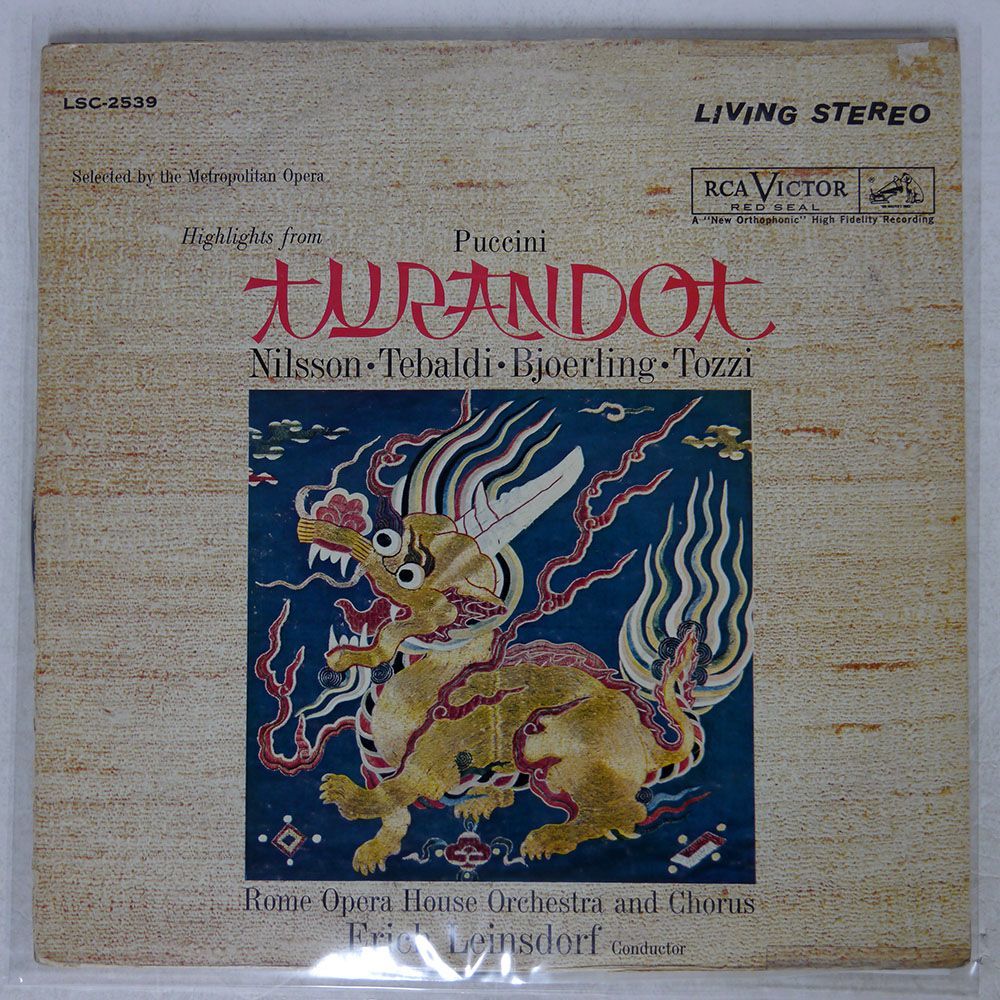 LSC-2539
LIVING STEREO
Selected by the Metropolitan Opera
RCA VICTOR
RED SEAL
A "New Orthophonic" High Fidelity Recording
Highlights from
Puccini
TURANDOT
Nilsson • Tebaldi • Bjoerling • Tozzi
Rome Opera House Orchestra and Chorus
Erich Leinsdorf Conductor